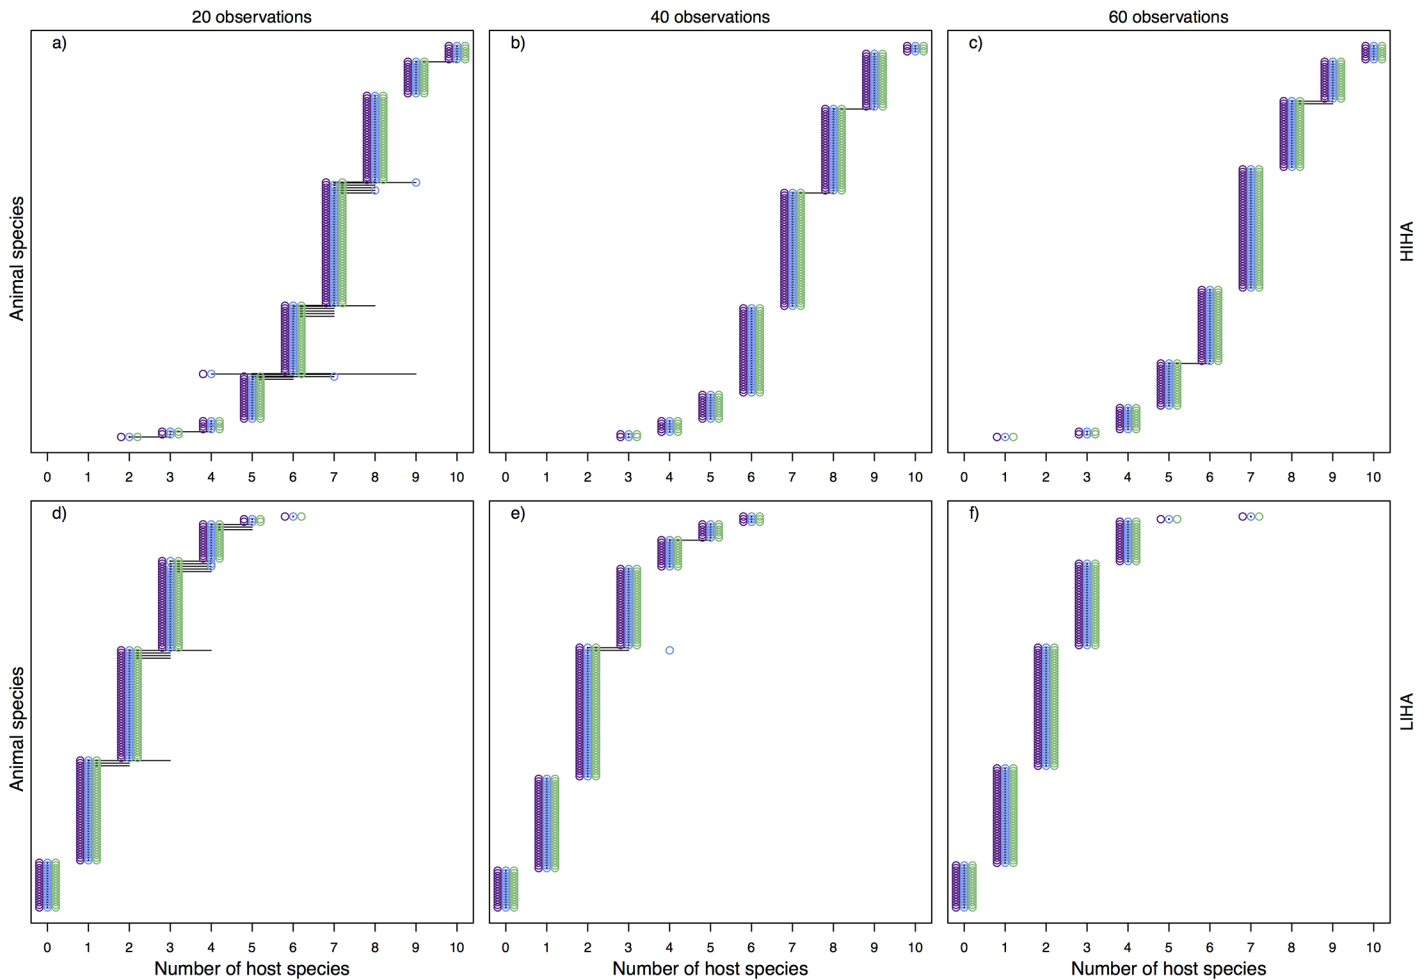 20 observations
40 observations
60 observations
a)
b)
c)
Animal species
HIHA
0 1 2 3 4 5 6 7 8 9 10
0 1 2 3 4 5 6 7 8 9 10
0 1 2 3 4 5 6 7 8 9 10
d)
e)
f)
Animal species
LIHA
0 1 2 3 4 5 6 7 8 9 10
0 1 2 3 4 5 6 7 8 9 10
0 1 2 3 4 5 6 7 8 9 10
Number of host species
Number of host species
Number of host species